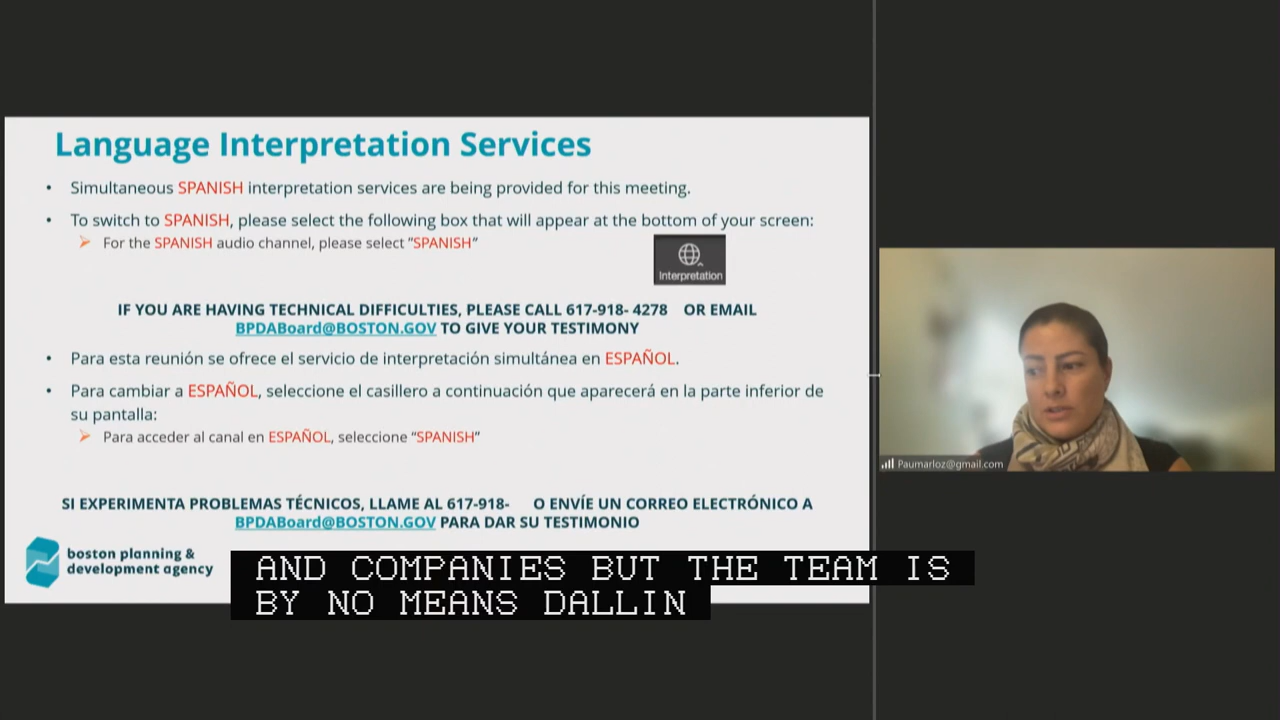 Language Interpretation Services
• Simultaneous SPANISH interpretation services are being provided for this meeting.
• To switch to SPANISH, please select the following box that will appear at the bottom of your screen:
➢ For the SPANISH audio channel, please select "SPANISH"
Interpretation
IF YOU ARE HAVING TECHNICAL DIFFICULTIES, PLEASE CALL 617-918- 4278 OR EMAIL
BPDABoard@BOSTON.GOV TO GIVE YOUR TESTIMONY
• Para esta reunión se ofrece el servicio de interpretación simultánea en ESPAÑOL.
• Para cambiar a ESPAÑOL, seleccione el casillero a continuación que aparecerá en la parte inferior de
su pantalla:
➢ Para acceder al canal en ESPAÑOL, seleccione "SPANISH"
SI EXPERIMENTA PROBLEMAS TÉCNICOS, LLAME AL 617-918- O ENVÍE UN CORREO ELECTRÓNICO A
BPDABoard@BOSTON.GOV PARA DAR SU TESTIMONIO
boston planning &
development agency
AND COMPANIES BUT THE TEAM IS
BY NO MEANS DALLIN
Paumarloz@gmail.com